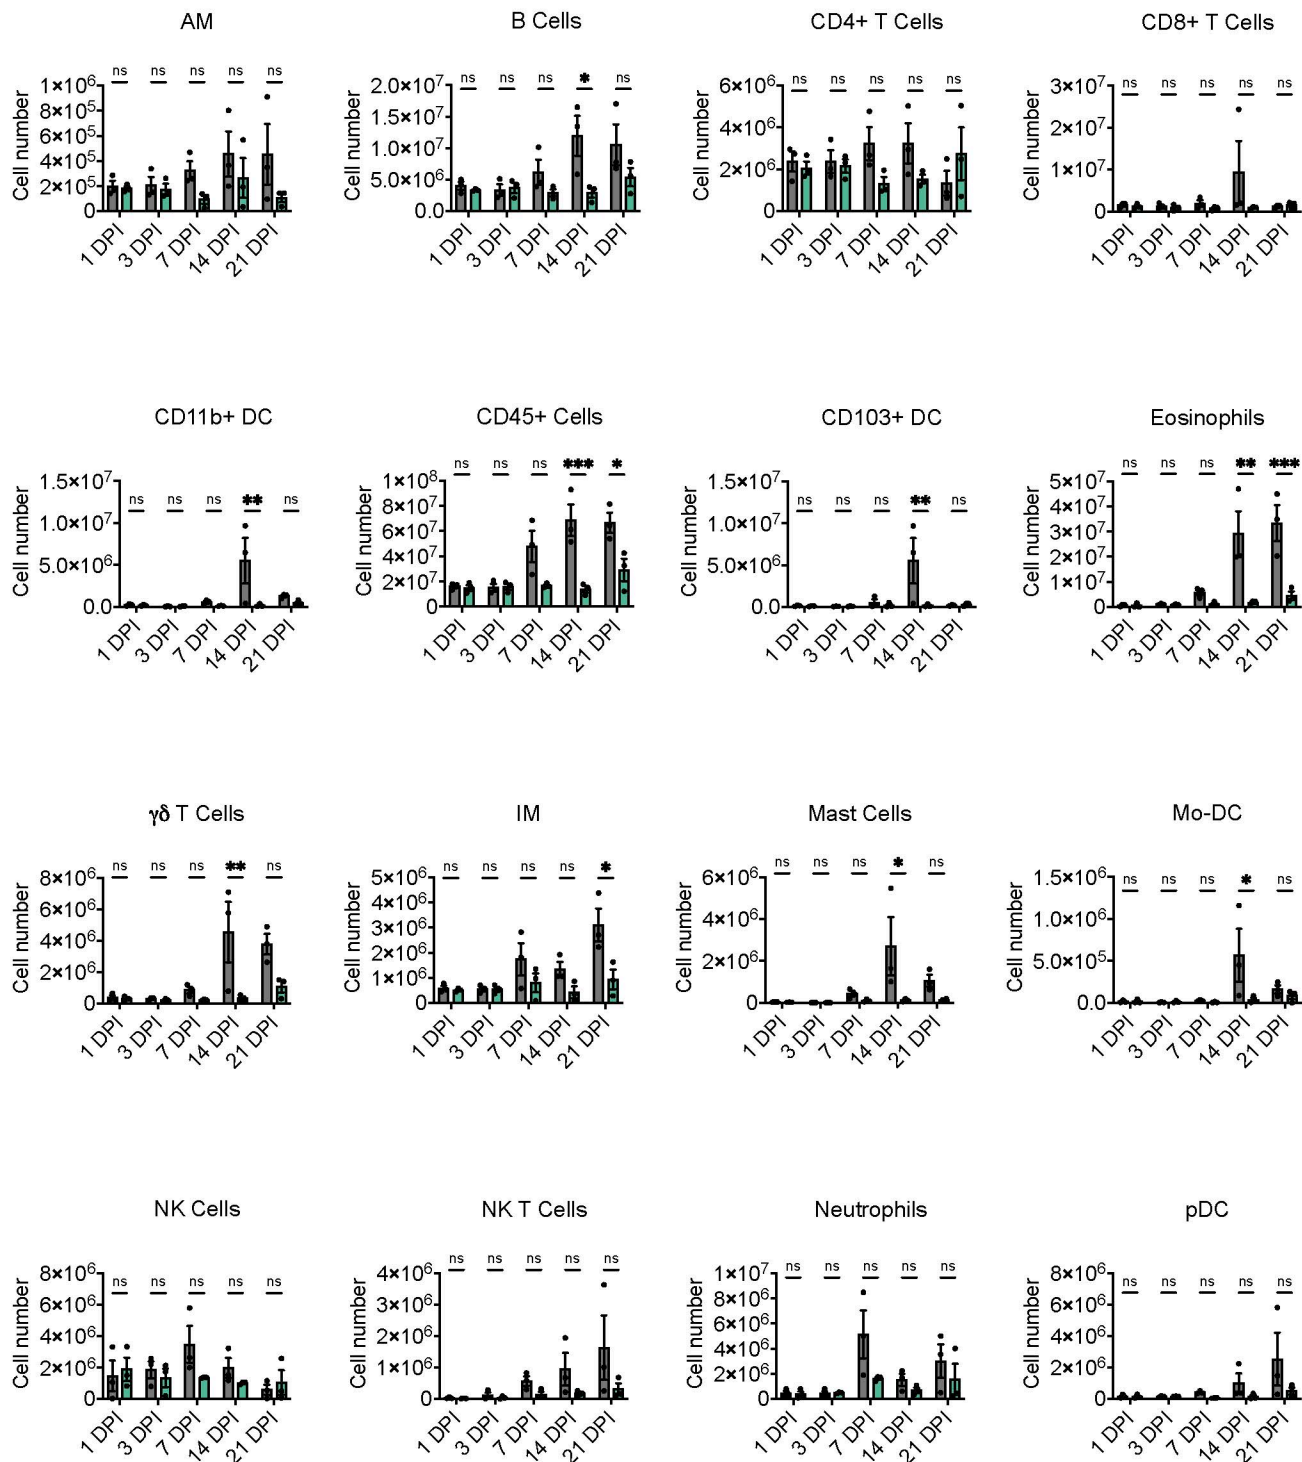 AM
B Cells
CD4+ T Cells
CD8+ T Cells
ns ns ns ns ns
ns ns ns * ns
ns ns ns ns ns
ns ns ns ns ns
Cell number
1×10⁶
8×10⁵
6×10⁵
4×10⁵
2×10⁵
0
1 DPI
3 DPI
7 DPI
14 DPI
21 DPI
Cell number
2.0×10⁷
1.5×10⁷
1.0×10⁷
5.0×10⁶
0.0
1 DPI
3 DPI
7 DPI
14 DPI
21 DPI
Cell number
6×10⁶
4×10⁶
2×10⁶
0
1 DPI
3 DPI
7 DPI
14 DPI
21 DPI
Cell number
3×10⁷
2×10⁷
1×10⁷
0
1 DPI
3 DPI
7 DPI
14 DPI
21 DPI
CD11b+ DC
CD45+ Cells
CD103+ DC
Eosinophils
ns ns ns ** ns
ns ns ns *** *
ns ns ns ** ns
ns ns ns ** ***
Cell number
1.5×10⁷
1.0×10⁷
5.0×10⁶
0.0
1 DPI
3 DPI
7 DPI
14 DPI
21 DPI
Cell number
1×10⁸
8×10⁷
6×10⁷
4×10⁷
2×10⁷
0
1 DPI
3 DPI
7 DPI
14 DPI
21 DPI
Cell number
1.5×10⁷
1.0×10⁷
5.0×10⁶
0.0
1 DPI
3 DPI
7 DPI
14 DPI
21 DPI
Cell number
5×10⁷
4×10⁷
3×10⁷
2×10⁷
1×10⁷
0
1 DPI
3 DPI
7 DPI
14 DPI
21 DPI
γδ T Cells
IM
Mast Cells
Mo-DC
ns ns ns ** ns
ns ns ns ns *
ns ns ns * ns
ns ns ns * ns
Cell number
8×10⁶
6×10⁶
4×10⁶
2×10⁶
0
1 DPI
3 DPI
7 DPI
14 DPI
21 DPI
Cell number
5×10⁶
4×10⁶
3×10⁶
2×10⁶
1×10⁶
0
1 DPI
3 DPI
7 DPI
14 DPI
21 DPI
Cell number
6×10⁶
4×10⁶
2×10⁶
0
1 DPI
3 DPI
7 DPI
14 DPI
21 DPI
Cell number
1.5×10⁶
1.0×10⁶
5.0×10⁵
0.0
1 DPI
3 DPI
7 DPI
14 DPI
21 DPI
NK Cells
NK T Cells
Neutrophils
pDC
ns ns ns ns ns
ns ns ns ns ns
ns ns ns ns ns
ns ns ns ns ns
Cell number
8×10⁶
6×10⁶
4×10⁶
2×10⁶
0
1 DPI
3 DPI
7 DPI
14 DPI
21 DPI
Cell number
4×10⁶
3×10⁶
2×10⁶
1×10⁶
0
1 DPI
3 DPI
7 DPI
14 DPI
21 DPI
Cell number
1×10⁷
8×10⁶
6×10⁶
4×10⁶
2×10⁶
0
1 DPI
3 DPI
7 DPI
14 DPI
21 DPI
Cell number
8×10⁶
6×10⁶
4×10⁶
2×10⁶
0
1 DPI
3 DPI
7 DPI
14 DPI
21 DPI